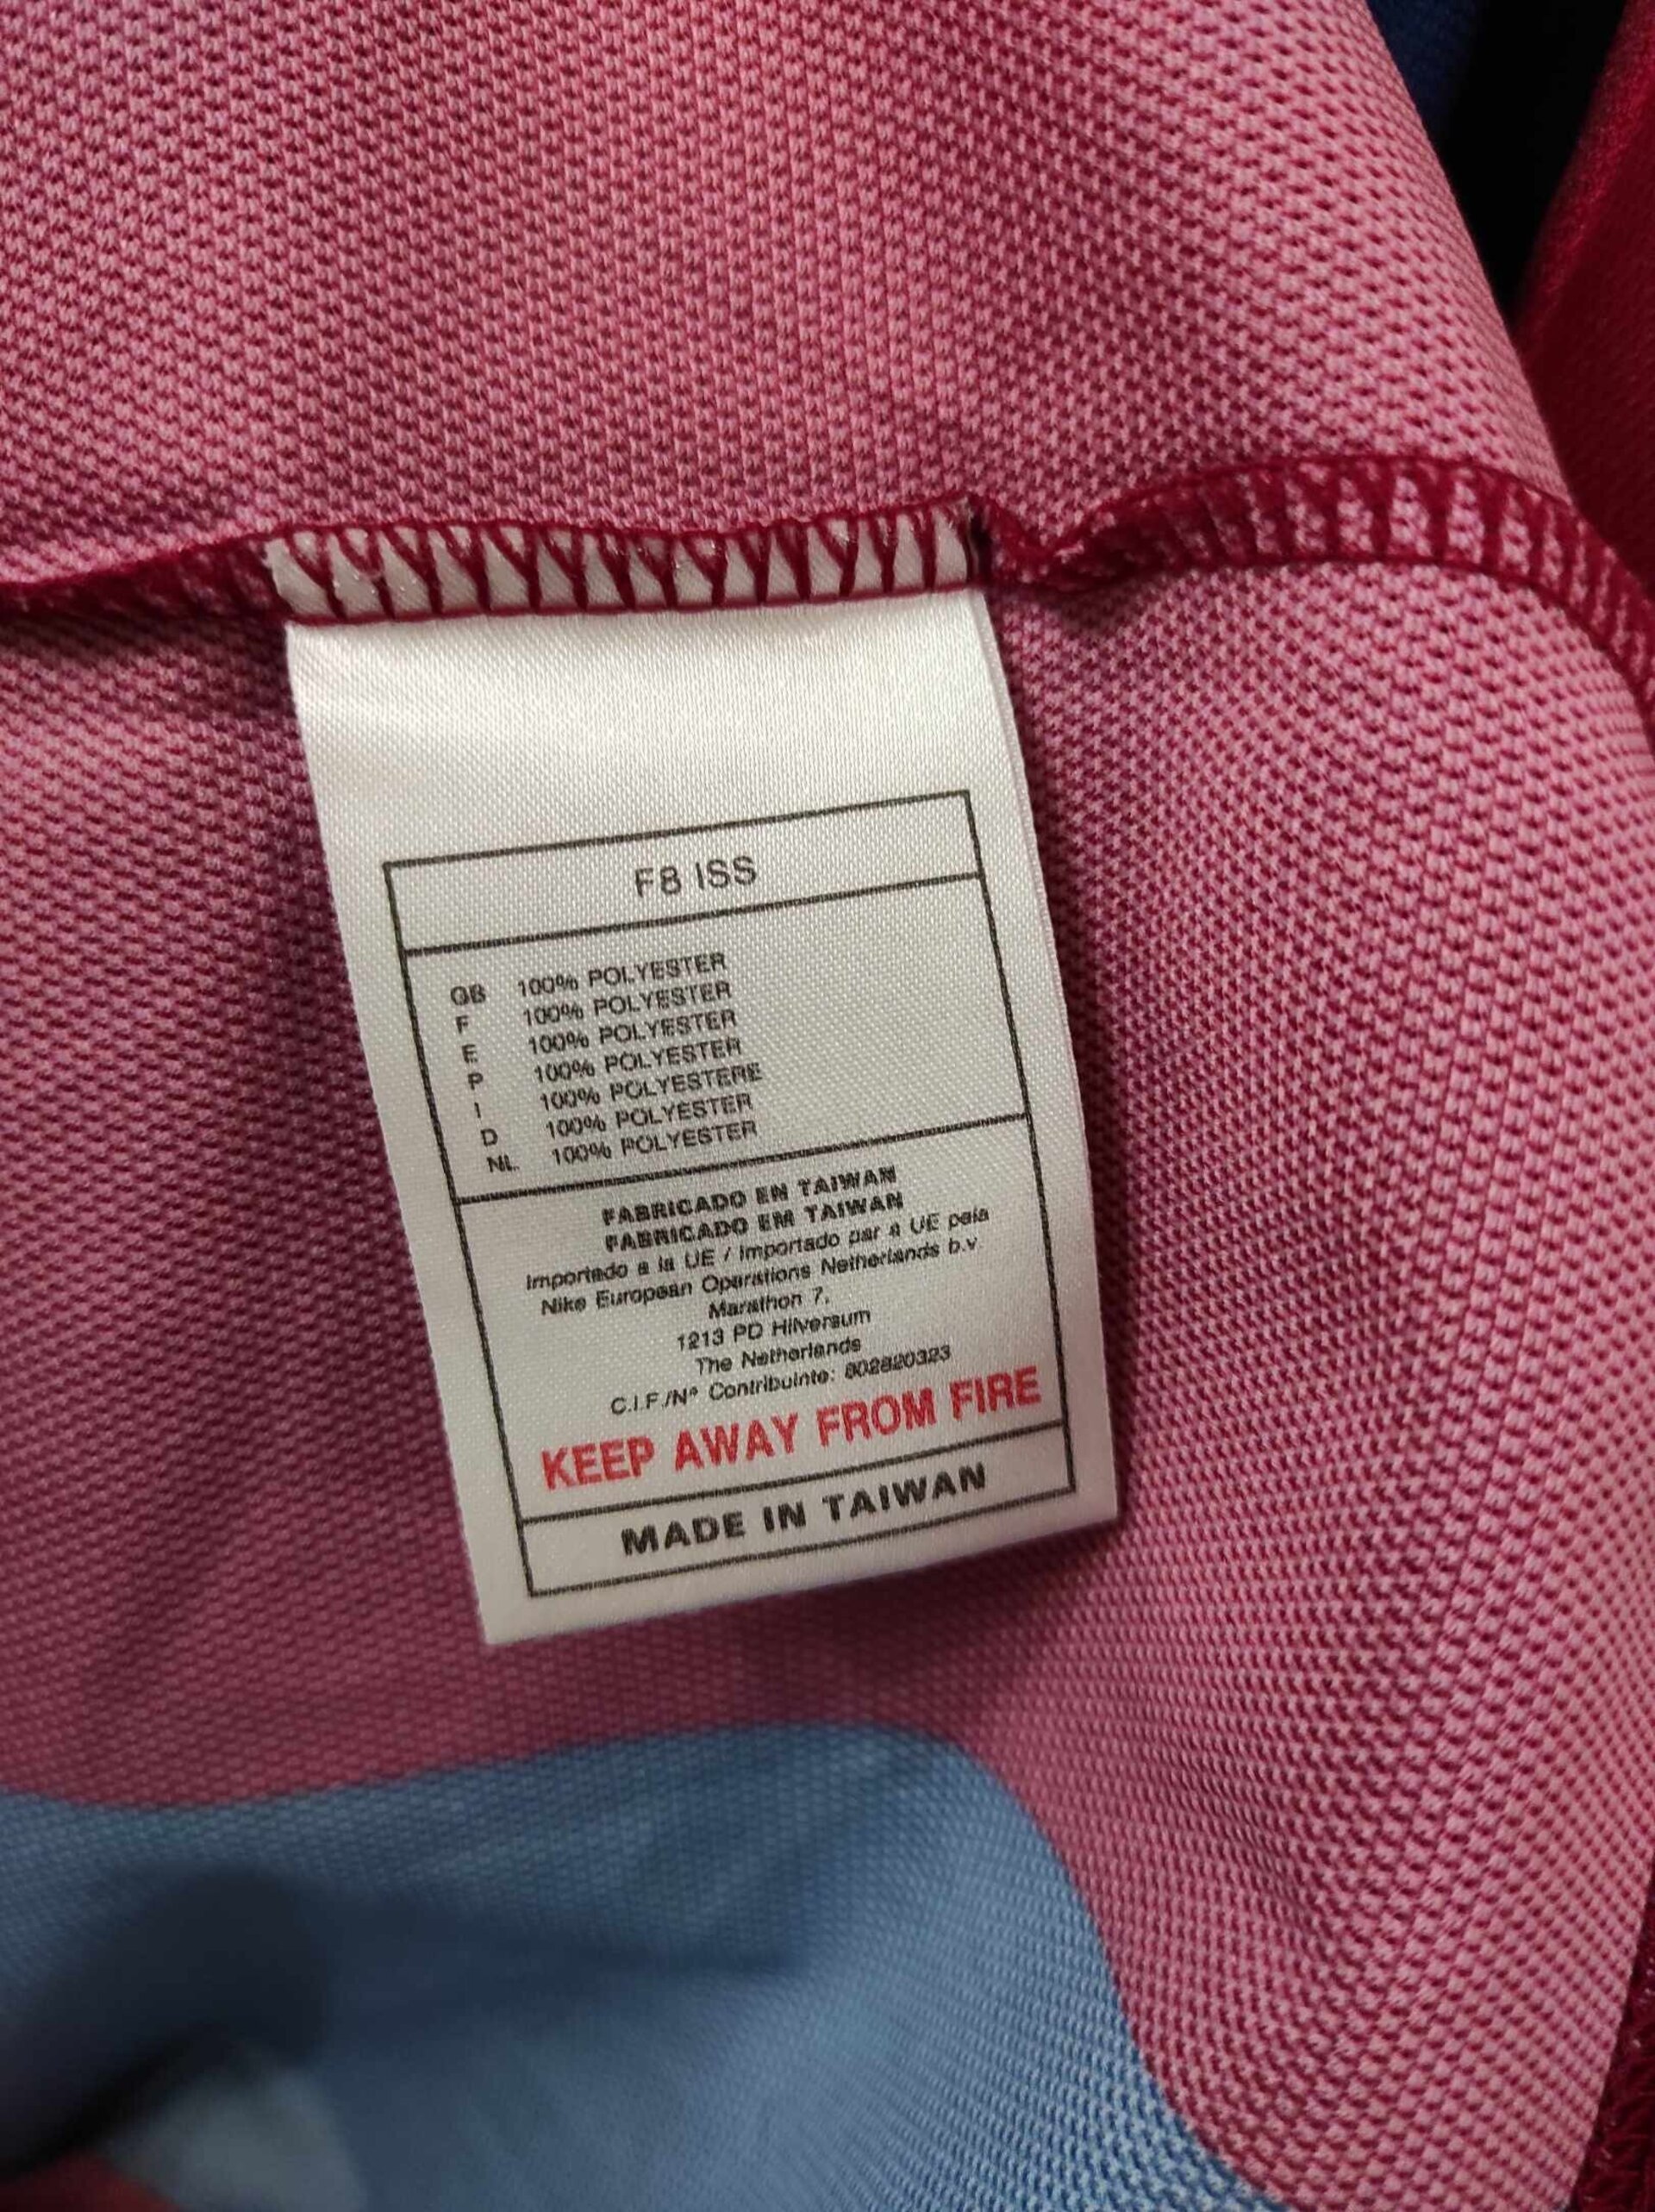 F8 ISS
GB 100% POLYESTER
F 100% POLYESTER
E 100% POLYESTER
P 100% POLYESTER
I 100% POLYESTERE
D 100% POLYESTER
NL 100% POLYESTER
FABRICADO EN TAIWAN
FABRICADO EM TAIWAN
Importado a la UE / Importado par a UE pela
Nike European Operations Netherlands b.v.
Marathon 7,
1213 PD Hilversum
The Netherlands
C.I.F./Nº Contribuinte: 802820323
KEEP AWAY FROM FIRE
MADE IN TAIWAN